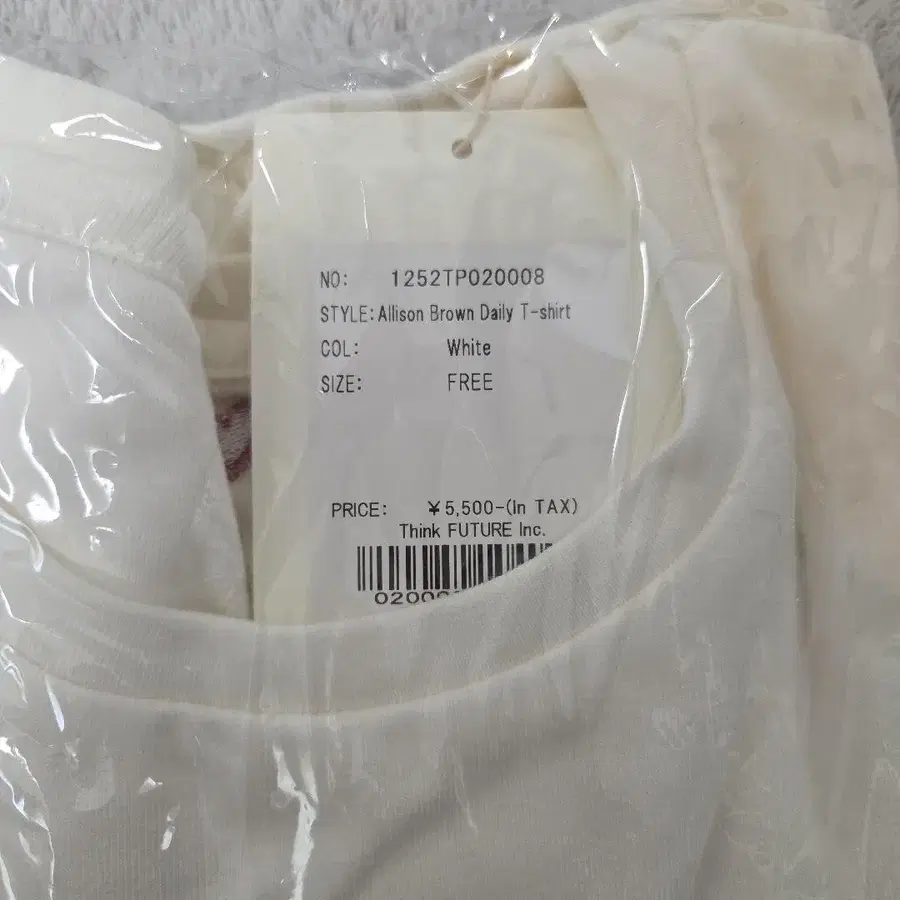 NO: 1252TP020008
STYLE:Allison Brown Daily T-shirt
COL: White
SIZE: FREE
PRICE: ¥5,500-(In TAX)
Think FUTURE Inc.